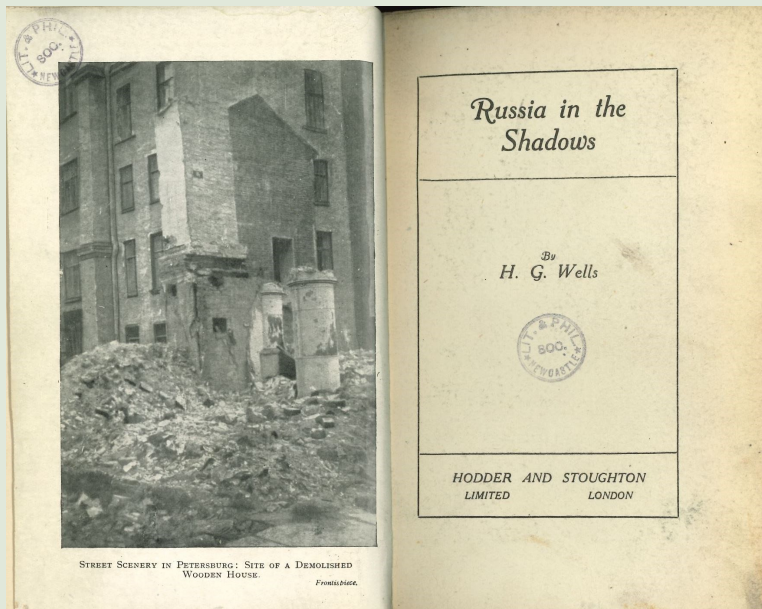 LIT. & PHIL.
SOC.
NEW
STREET SCENERY IN PETERSBURG: SITE OF A DEMOLISHED
WOODEN HOUSE.
Frontispiece.
Russia in the
Shadows
By
H. G. Wells
LIT. & PHIL.
SOC.
NEWCASTLE
HODDER AND STOUGHTON
LIMITED LONDON